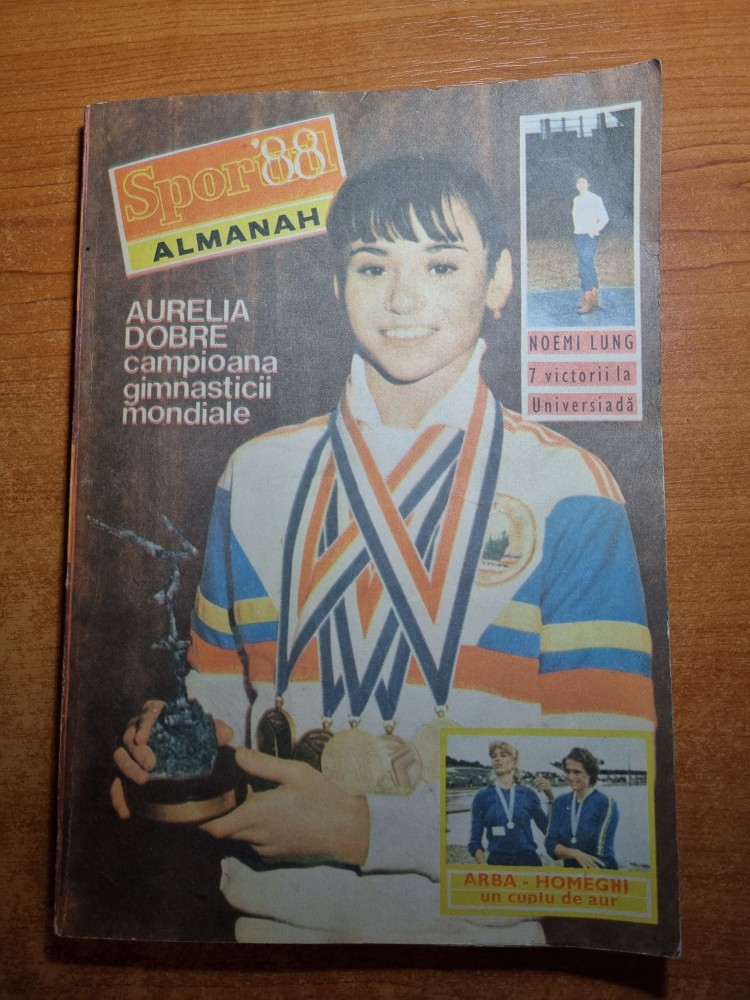 Sportul '88
ALMANAH
AURELIA
DOBRE
campioana
gimnasticii
mondiale
NOEMI LUNG
7 victorii la
Universiadă
ARBA - HOMEGHI
un cuplu de aur